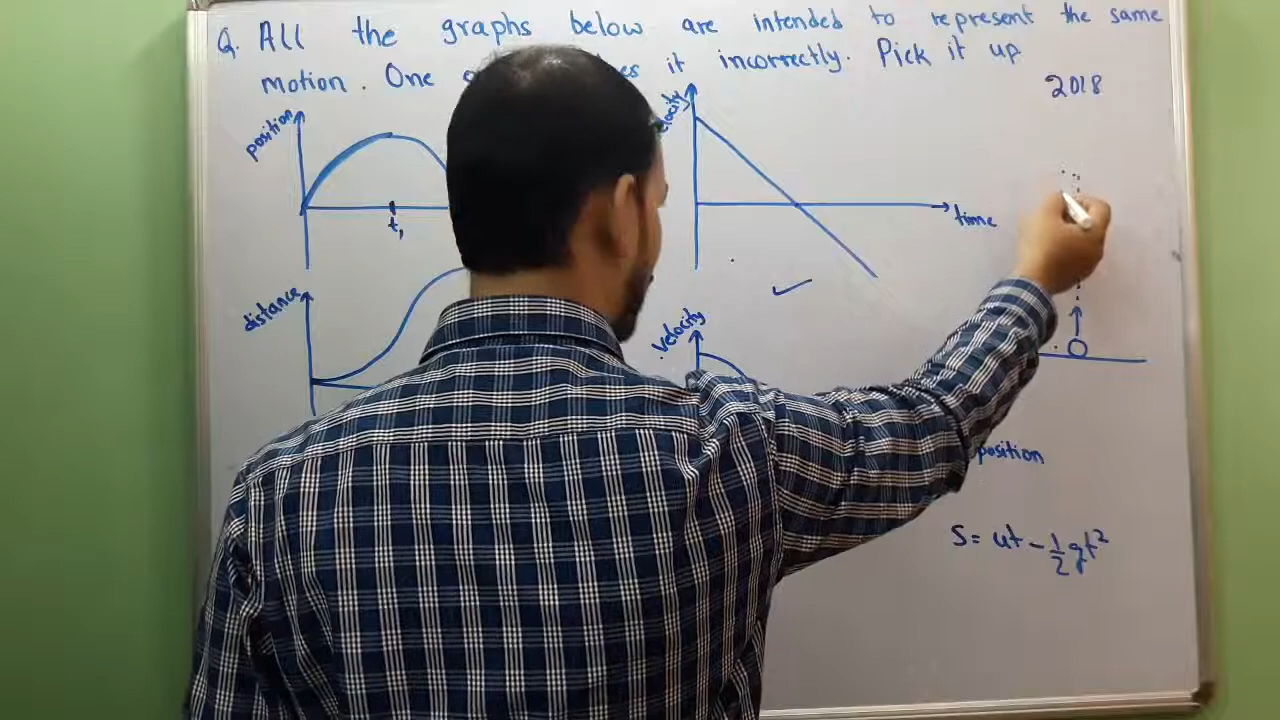 Q. All the graphs below are intended to represent the same
motion. One it incorrectly. Pick it up
2018
position
t₁
time
distance
velocity
position
S = ut - 1/2 gt²